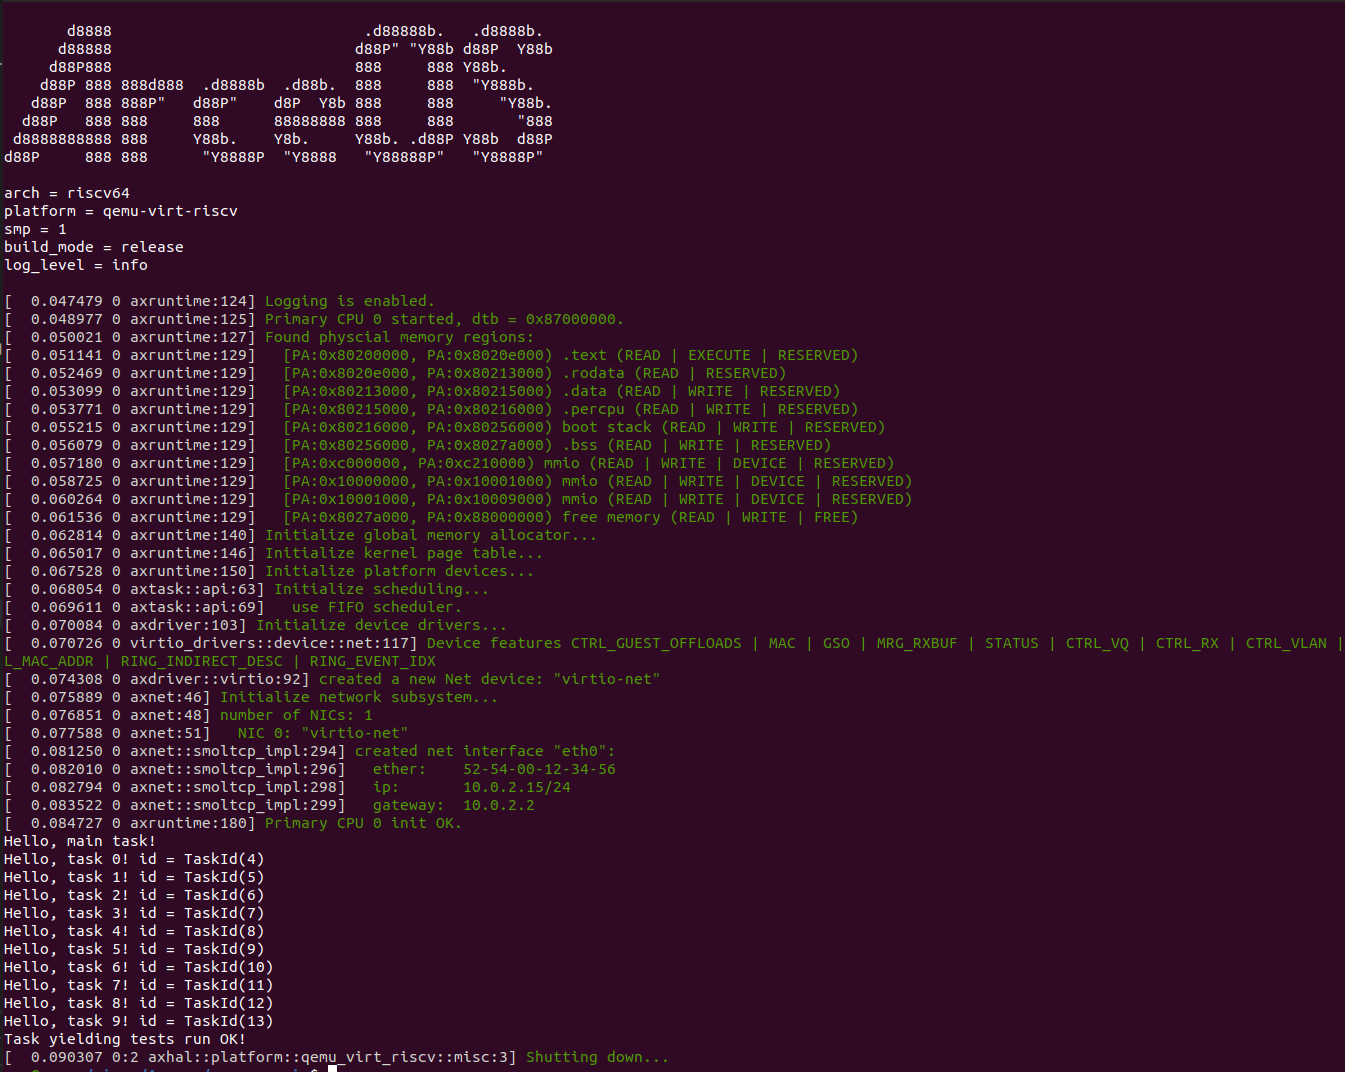 d8888                            .d88888b.   .d8888b.
      d88888                           d88P" "Y88b d88P  Y88b
     d88P888                           888     888 Y88b.
    d88P 888 888d888  .d8888b  .d88b.  888     888  "Y888b.
   d88P  888 888P"   d88P"    d8P  Y8b 888     888     "Y88b.
  d88P   888 888     888      88888888 888     888       "888
 d8888888888 888     Y88b.    Y8b.     Y88b. .d88P Y88b  d88P
d88P     888 888      "Y8888P  "Y8888   "Y88888P"   "Y8888P"
arch = riscv64
platform = qemu-virt-riscv
smp = 1
build_mode = release
log_level = info
[  0.047479 0 axruntime:124] Logging is enabled.
[  0.048977 0 axruntime:125] Primary CPU 0 started, dtb = 0x87000000.
[  0.050021 0 axruntime:127] Found physcial memory regions:
[  0.051141 0 axruntime:129]   [PA:0x80200000, PA:0x8020e000) .text (READ | EXECUTE | RESERVED)
[  0.052469 0 axruntime:129]   [PA:0x8020e000, PA:0x80213000) .rodata (READ | RESERVED)
[  0.053099 0 axruntime:129]   [PA:0x80213000, PA:0x80215000) .data (READ | WRITE | RESERVED)
[  0.053771 0 axruntime:129]   [PA:0x80215000, PA:0x80216000) .percpu (READ | WRITE | RESERVED)
[  0.055215 0 axruntime:129]   [PA:0x80216000, PA:0x80256000) boot stack (READ | WRITE | RESERVED)
[  0.056079 0 axruntime:129]   [PA:0x80256000, PA:0x8027a000) .bss (READ | WRITE | RESERVED)
[  0.057180 0 axruntime:129]   [PA:0xc000000, PA:0xc210000) mmio (READ | WRITE | DEVICE | RESERVED)
[  0.058725 0 axruntime:129]   [PA:0x10000000, PA:0x10001000) mmio (READ | WRITE | DEVICE | RESERVED)
[  0.060264 0 axruntime:129]   [PA:0x10001000, PA:0x10009000) mmio (READ | WRITE | DEVICE | RESERVED)
[  0.061536 0 axruntime:129]   [PA:0x8027a000, PA:0x88000000) free memory (READ | WRITE | FREE)
[  0.062814 0 axruntime:140] Initialize global memory allocator...
[  0.065017 0 axruntime:146] Initialize kernel page table...
[  0.067528 0 axruntime:150] Initialize platform devices...
[  0.068054 0 axtask::api:63] Initialize scheduling...
[  0.069611 0 axtask::api:69]   use FIFO scheduler.
[  0.070084 0 axdriver:103] Initialize device drivers...
[  0.070726 0 virtio_drivers::device::net:117] Device features CTRL_GUEST_OFFLOADS | MAC | GSO | MRG_RXBUF | STATUS | CTRL_VQ | CTRL_RX | CTRL_VLAN |
L_MAC_ADDR | RING_INDIRECT_DESC | RING_EVENT_IDX
[  0.074308 0 axdriver::virtio:92] created a new Net device: "virtio-net"
[  0.075889 0 axnet:46] Initialize network subsystem...
[  0.076851 0 axnet:48] number of NICs: 1
[  0.077588 0 axnet:51]   NIC 0: "virtio-net"
[  0.081250 0 axnet::smoltcp_impl:294] created net interface "eth0":
[  0.082010 0 axnet::smoltcp_impl:296]   ether:    52-54-00-12-34-56
[  0.082794 0 axnet::smoltcp_impl:298]   ip:       10.0.2.15/24
[  0.083522 0 axnet::smoltcp_impl:299]   gateway:  10.0.2.2
[  0.084727 0 axruntime:180] Primary CPU 0 init OK.
Hello, main task!
Hello, task 0! id = TaskId(4)
Hello, task 1! id = TaskId(5)
Hello, task 2! id = TaskId(6)
Hello, task 3! id = TaskId(7)
Hello, task 4! id = TaskId(8)
Hello, task 5! id = TaskId(9)
Hello, task 6! id = TaskId(10)
Hello, task 7! id = TaskId(11)
Hello, task 8! id = TaskId(12)
Hello, task 9! id = TaskId(13)
Task yielding tests run OK!
[  0.090307 0:2 axhal::platform::qemu_virt_riscv::misc:3] Shutting down...